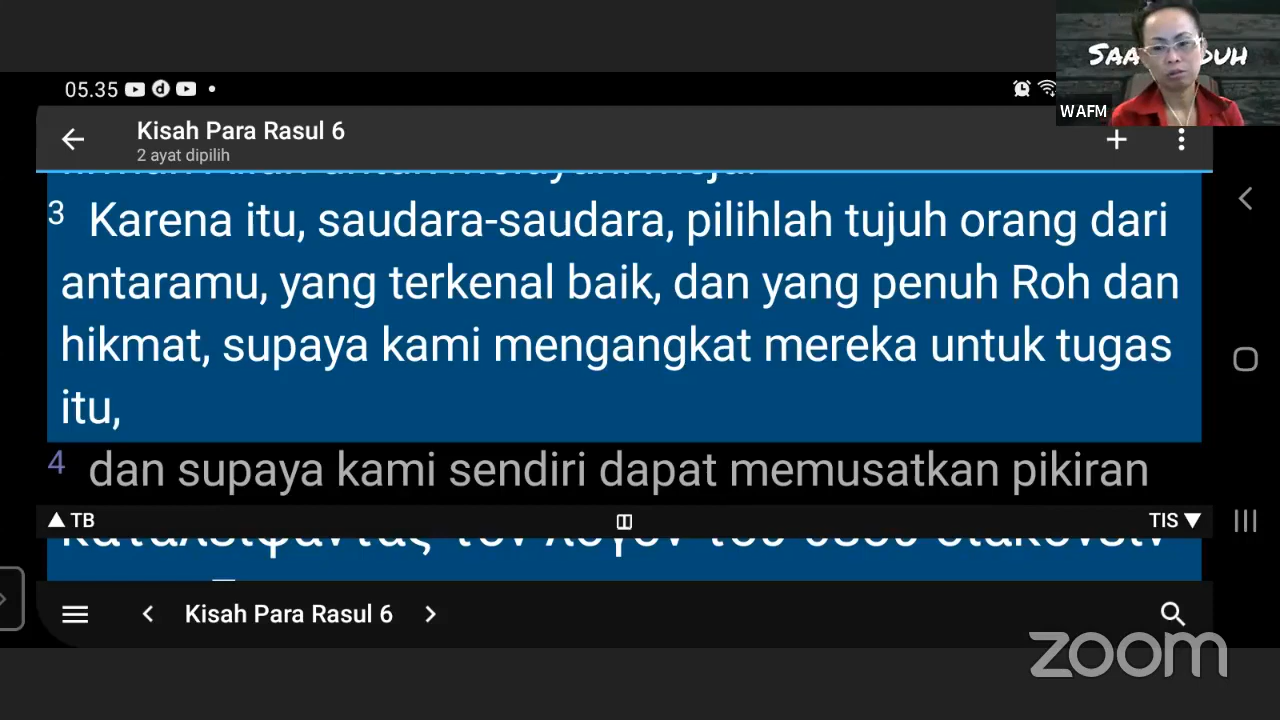 SAA DUH
WAFM
05.35
Kisah Para Rasul 6
2 ayat dipilih
3 Karena itu, saudara-saudara, pilihlah tujuh orang dari
antaramu, yang terkenal baik, dan yang penuh Roh dan
hikmat, supaya kami mengangkat mereka untuk tugas
itu,
4 dan supaya kami sendiri dapat memusatkan pikiran
▲ TB TIS ▼
Kisah Para Rasul 6
zoom